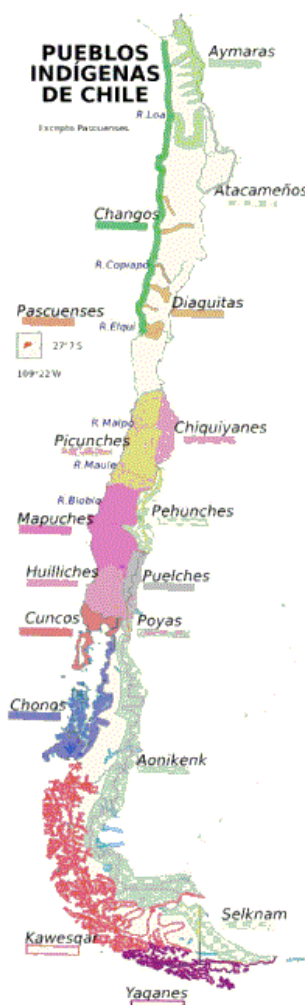 PUEBLOS
INDÍGENAS
DE CHILE
Excepto Pascuenses
Aymaras
R.Loa
Atacameños
Changos
R.Copiapó
Diaguitas
Pascuenses
R.Elqui
27°7'S
109°22'W
R.Maipo
Chiquiyanes
Picunches
R.Maule
R.Biobío
Pehunches
Mapuches
Huilliches
Puelches
Cuncos
Poyas
Chonos
Aonikenk
Selknam
Kawesqar
Yaganes